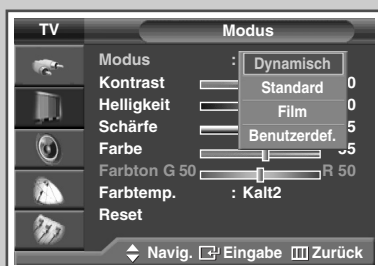 TV Modus
Modus : Dynamisch
Kontrast Standard 0
Helligkeit Film 0
Schärfe Benutzerdef. 5
Farbe 55
Farbton G 50 R 50
Farbtemp. : Kalt2
Reset
Navig. Eingabe Zurück